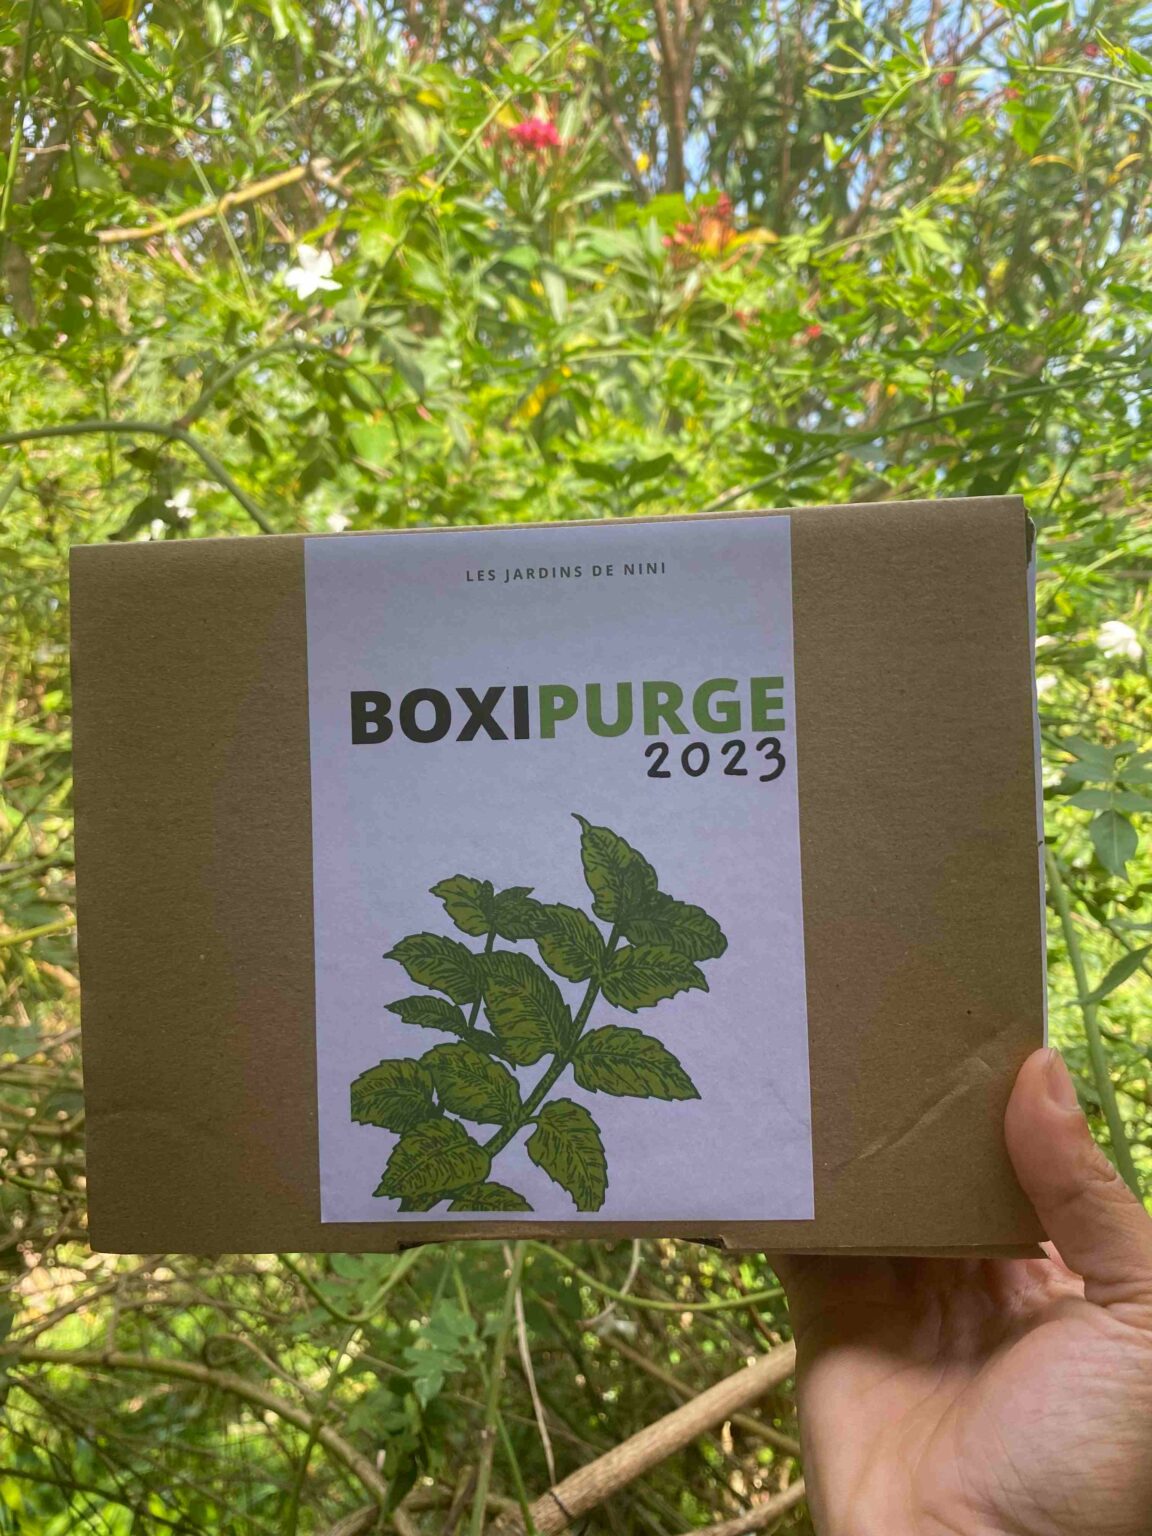 LES JARDINS DE NINI
BOXIPURGE
2023